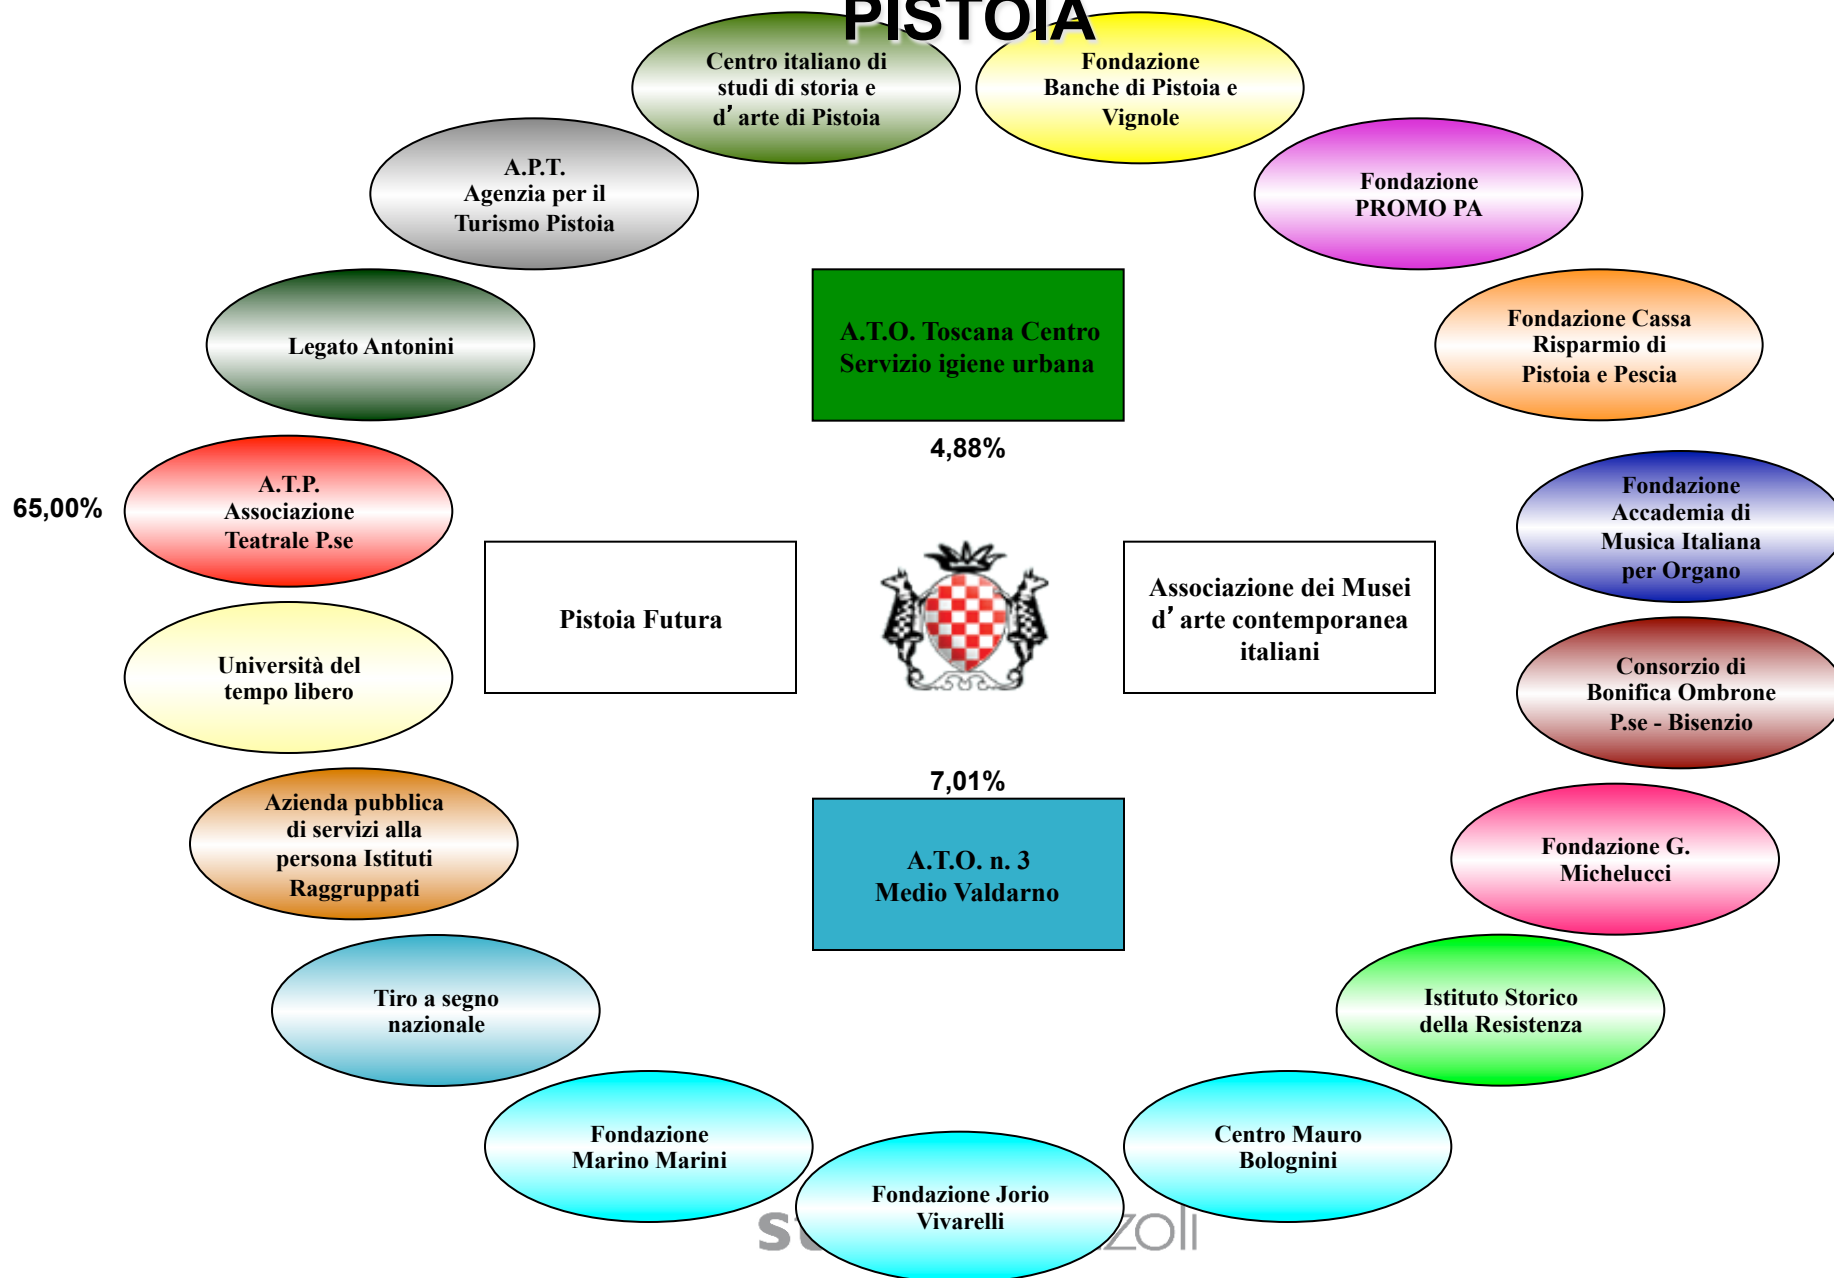 PISTOIA
Centro italiano di
studi di storia e
d’ arte di Pistoia
Fondazione
Banche di Pistoia e
Vignole
A.P.T.
Agenzia per il
Turismo Pistoia
Fondazione
PROMO PA
Legato Antonini
A.T.O. Toscana Centro
Servizio igiene urbana
4,88%
Fondazione Cassa
Risparmio di
Pistoia e Pescia
65,00%
A.T.P.
Associazione
Teatrale P.se
Fondazione
Accademia di
Musica Italiana
per Organo
Pistoia Futura
Associazione dei Musei
d’ arte contemporanea
italiani
Università del
tempo libero
Consorzio di
Bonifica Ombrone
P.se - Bisenzio
7,01%
A.T.O. n. 3
Medio Valdarno
Azienda pubblica
di servizi alla
persona Istituti
Raggruppati
Fondazione G.
Michelucci
Tiro a segno
nazionale
Istituto Storico
della Resistenza
Fondazione
Marino Marini
Fondazione Jorio
Vivarelli
Centro Mauro
Bolognini